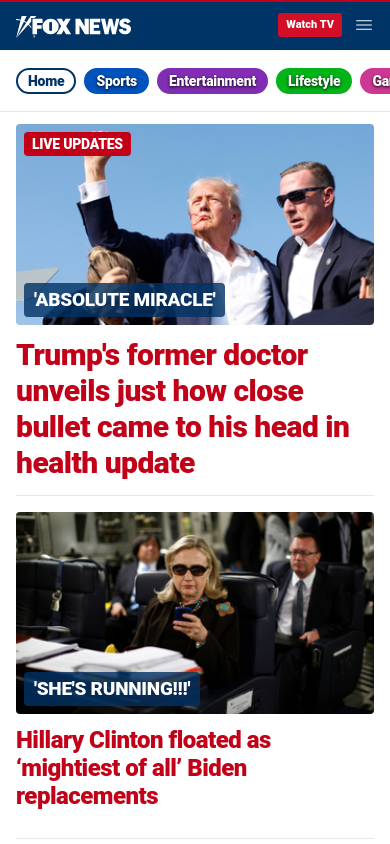 FOX NEWS
Watch TV
Home Sports Entertainment Lifestyle
LIVE UPDATES
'ABSOLUTE MIRACLE'
Trump's former doctor
unveils just how close
bullet came to his head in
health update
'SHE'S RUNNING!!!'
Hillary Clinton floated as
‘mightiest of all’ Biden
replacements